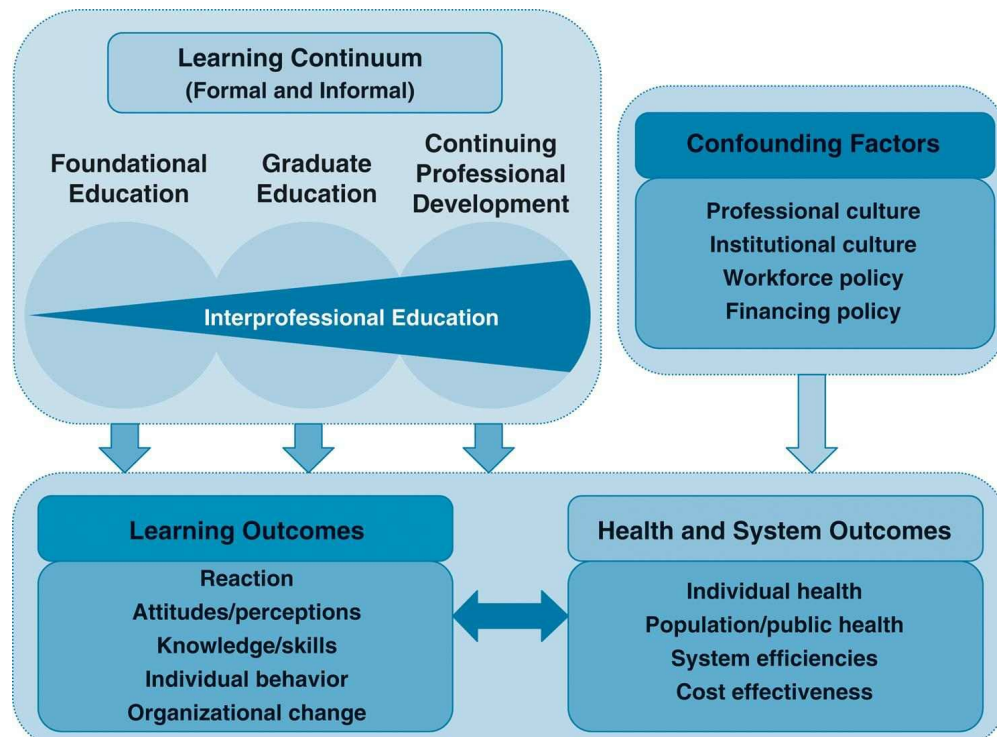 Learning Continuum
(Formal and Informal)
Foundational
Education
Graduate
Education
Continuing
Professional
Development
Interprofessional Education
Confounding Factors
Professional culture
Institutional culture
Workforce policy
Financing policy
Learning Outcomes
Reaction
Attitudes/perceptions
Knowledge/skills
Individual behavior
Organizational change
Health and System Outcomes
Individual health
Population/public health
System efficiencies
Cost effectiveness